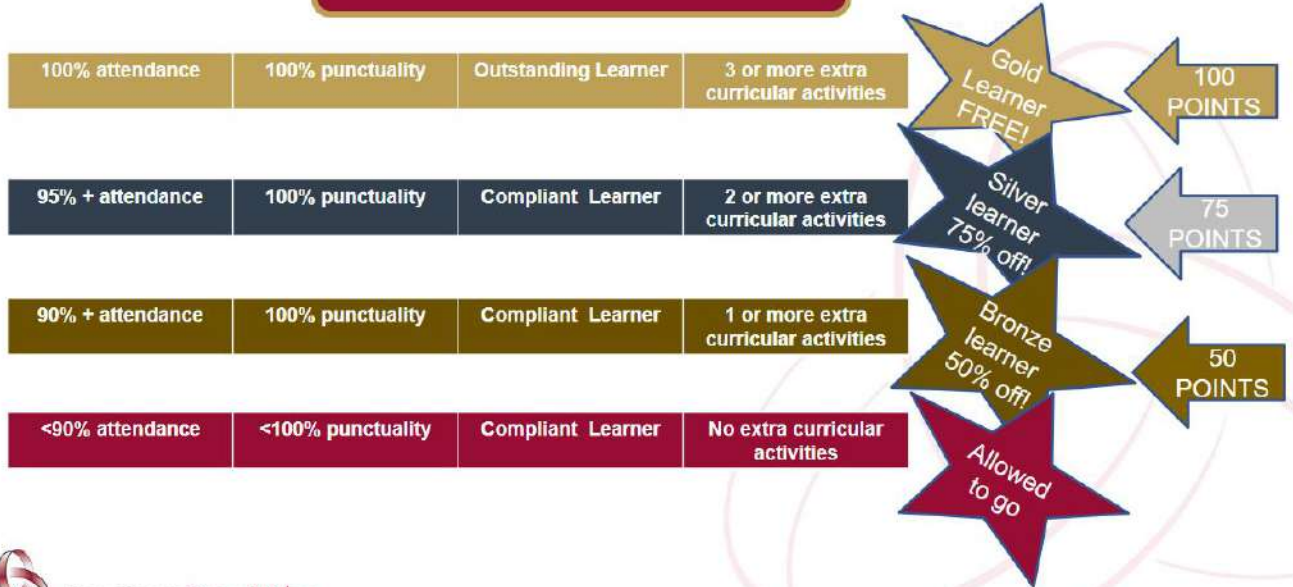 100% attendance
100% punctuality
Outstanding Learner
3 or more extra
curricular activities
Gold
Learner
FREE!
100
POINTS
95% + attendance
100% punctuality
Compliant Learner
2 or more extra
curricular activities
Silver
learner
75% off!
75
POINTS
90% + attendance
100% punctuality
Compliant Learner
1 or more extra
curricular activities
Bronze
learner
50% off!
50
POINTS
<90% attendance
<100% punctuality
Compliant Learner
No extra curricular
activities
Allowed
to go